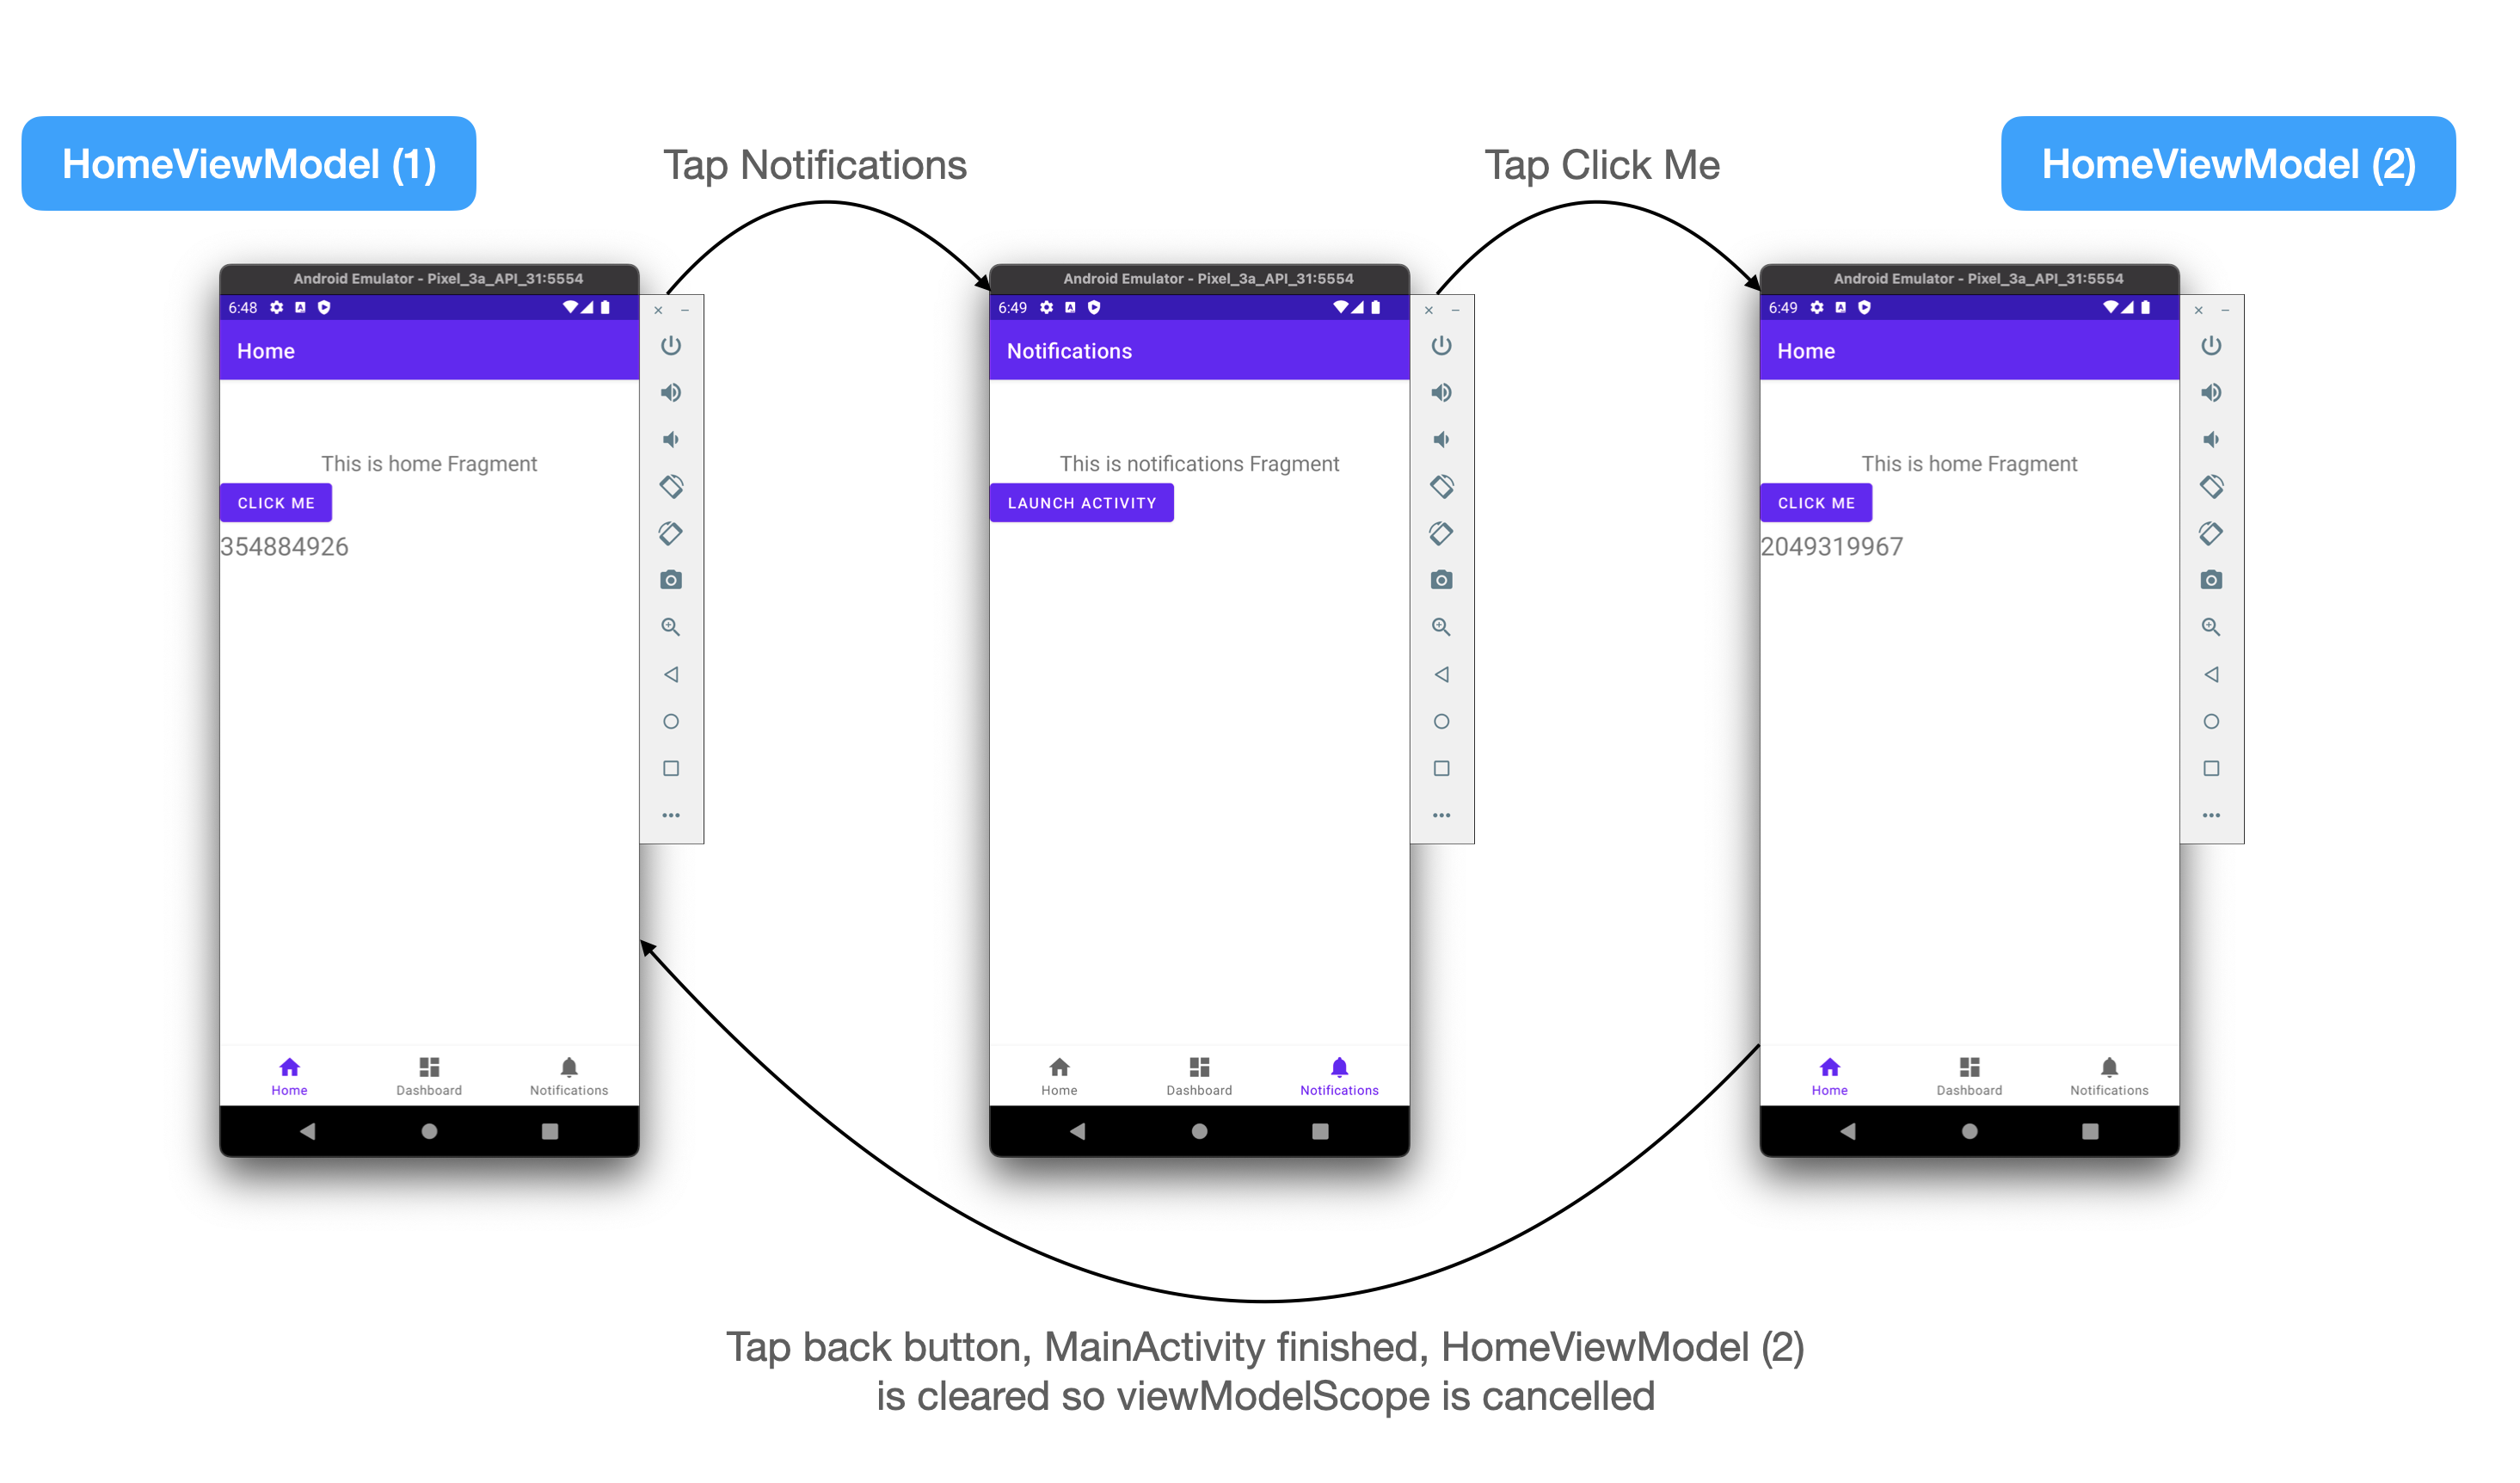 HomeViewModel (1)
Tap Notifications
Tap Click Me
HomeViewModel (2)
Android Emulator - Pixel_3a_API_31:5554
6:48
Home
This is home Fragment
CLICK ME
354884926
Home
Dashboard
Notifications
Android Emulator - Pixel_3a_API_31:5554
6:49
Notifications
This is notifications Fragment
LAUNCH ACTIVITY
Home
Dashboard
Notifications
Android Emulator - Pixel_3a_API_31:5554
6:49
Home
This is home Fragment
CLICK ME
2049319967
Home
Dashboard
Notifications
Tap back button, MainActivity finished, HomeViewModel (2)
is cleared so viewModelScope is cancelled